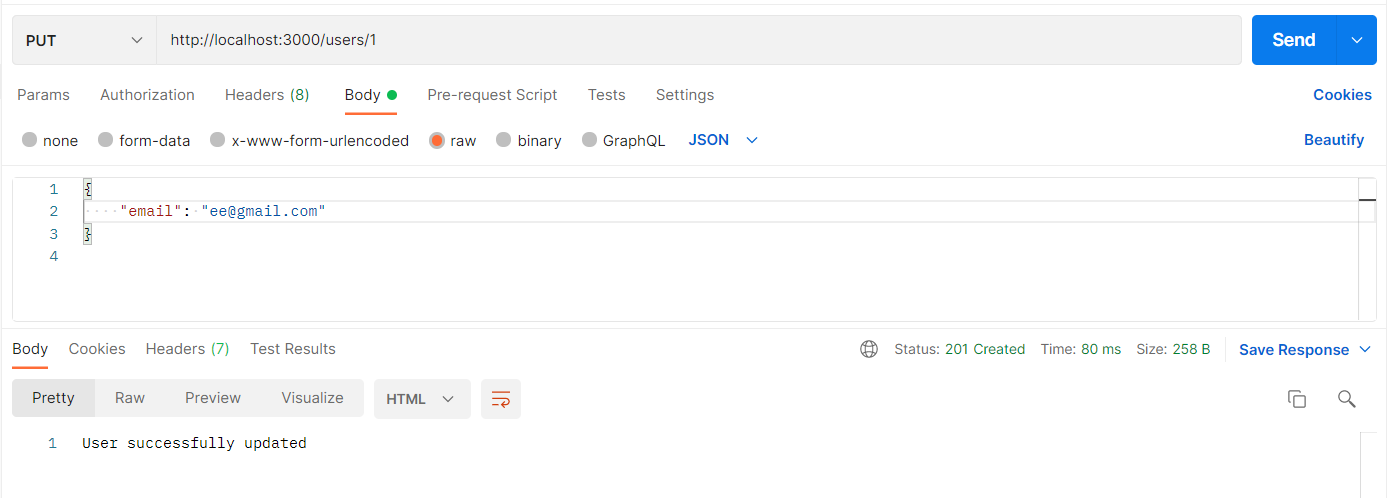 PUT http://localhost:3000/users/1 Send
Params Authorization Headers (8) Body Pre-request Script Tests Settings Cookies
none form-data x-www-form-urlencoded raw binary GraphQL JSON Beautify
1 {
2 ····"email":·"ee@gmail.com"
3 }
4
Body Cookies Headers (7) Test Results Status: 201 Created Time: 80 ms Size: 258 B Save Response
Pretty Raw Preview Visualize HTML
1 User successfully updated